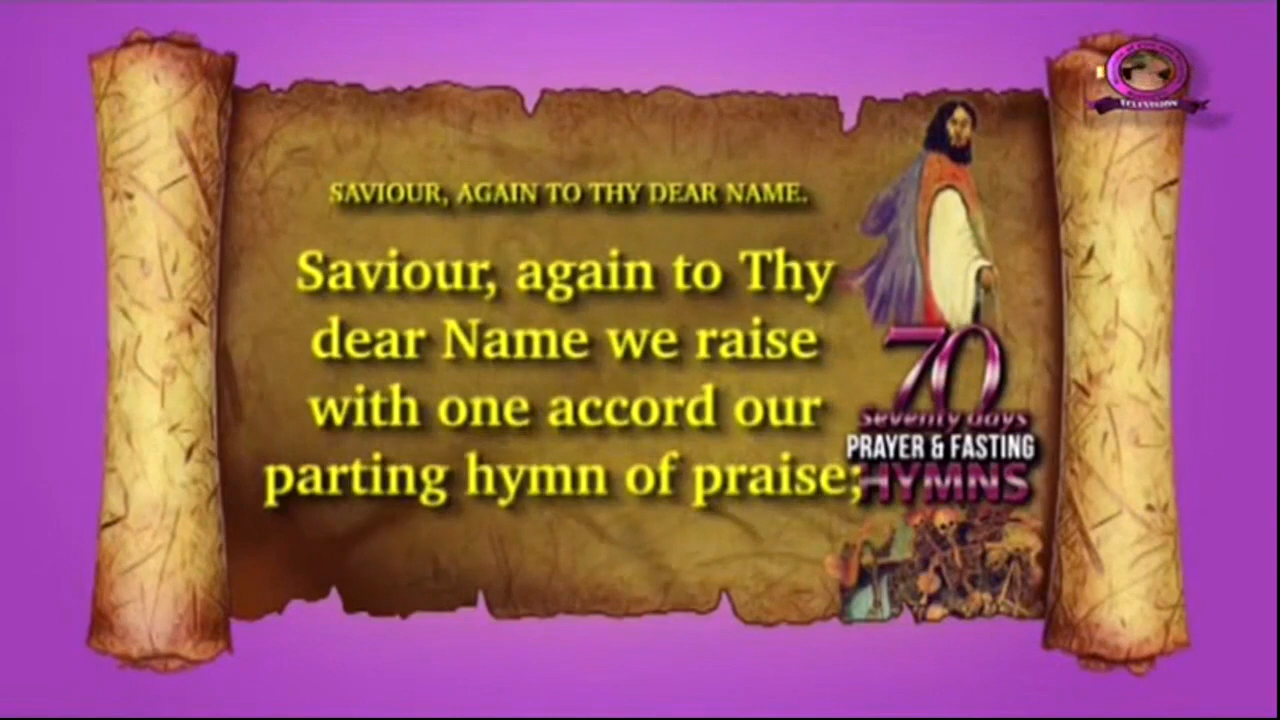 SAVIOUR, AGAIN TO THY DEAR NAME.
Saviour, again to Thy
dear Name we raise
with one accord our
parting hymn of praise;
70
Seventy days
PRAYER & FASTING
HYMNS
TELEVISION